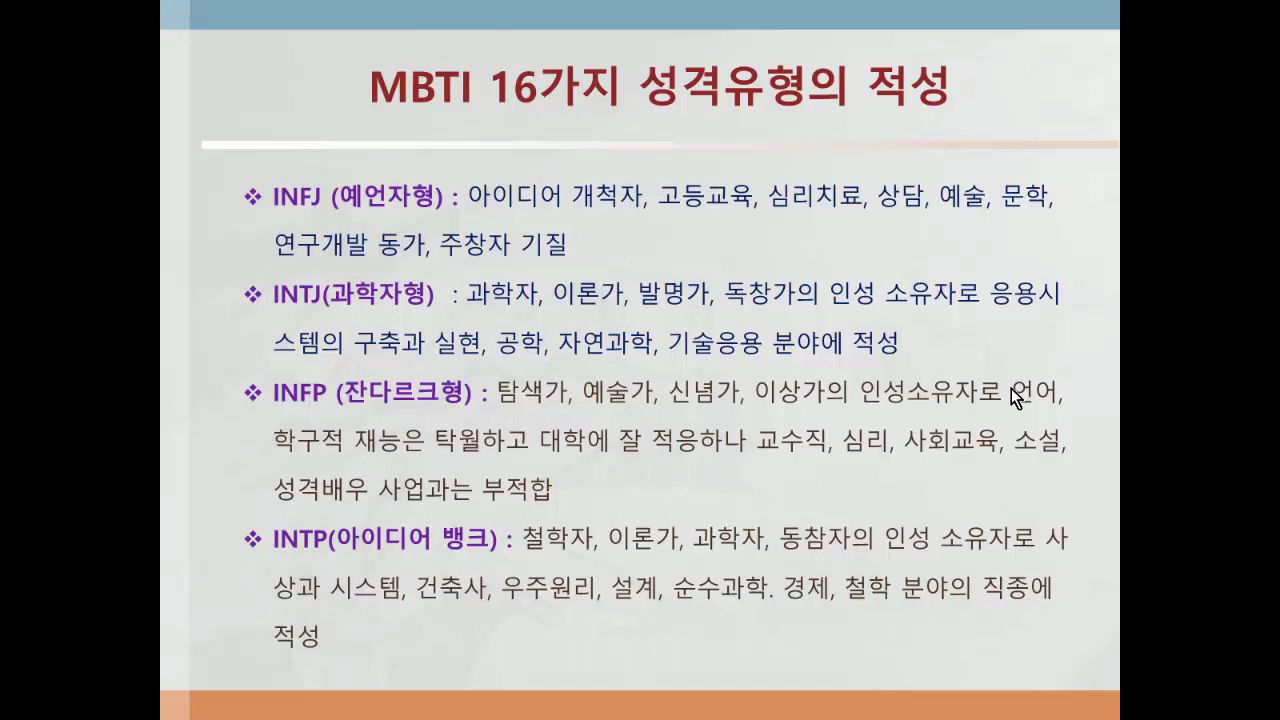 MBTI 16가지 성격유형의 적성
❖ INFJ (예언자형) : 아이디어 개척자, 고등교육, 심리치료, 상담, 예술, 문학,
연구개발 동가, 주창자 기질
❖ INTJ(과학자형) : 과학자, 이론가, 발명가, 독창가의 인성 소유자로 응용시
스템의 구축과 실현, 공학, 자연과학, 기술응용 분야에 적성
❖ INFP (잔다르크형) : 탐색가, 예술가, 신념가, 이상가의 인성소유자로 언어,
학구적 재능은 탁월하고 대학에 잘 적응하나 교수직, 심리, 사회교육, 소설,
성격배우 사업과는 부적합
❖ INTP(아이디어 뱅크) : 철학자, 이론가, 과학자, 동참자의 인성 소유자로 사
상과 시스템, 건축사, 우주원리, 설계, 순수과학. 경제, 철학 분야의 직종에
적성